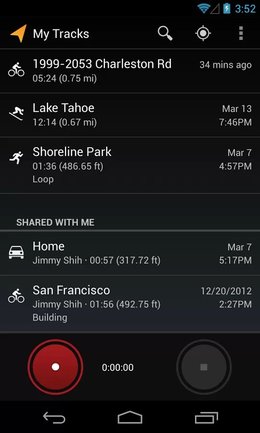 3:52
My Tracks
1999-2053 Charleston Rd 34 mins ago
05:24 (0.75 mi)
Lake Tahoe Mar 13
12:14 (0.67 mi) 7:46PM
Shoreline Park Mar 7
01:36 (486.65 ft) 4:57PM
Loop
SHARED WITH ME
Home Mar 7
Jimmy Shih · 00:57 (317.72 ft) 5:17PM
San Francisco 12/20/2012
Jimmy Shih · 01:56 (492.75 ft) 2:27PM
Building
0:00:00